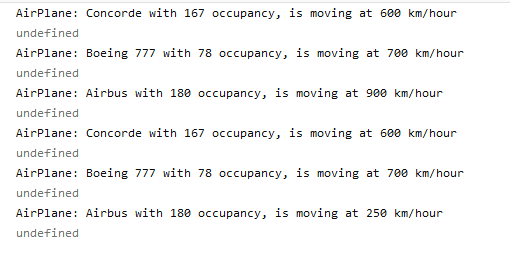 AirPlane: Concorde with 167 occupancy, is moving at 600 km/hour
undefined
AirPlane: Boeing 777 with 78 occupancy, is moving at 700 km/hour
undefined
AirPlane: Airbus with 180 occupancy, is moving at 900 km/hour
undefined
AirPlane: Concorde with 167 occupancy, is moving at 600 km/hour
undefined
AirPlane: Boeing 777 with 78 occupancy, is moving at 700 km/hour
undefined
AirPlane: Airbus with 180 occupancy, is moving at 250 km/hour
undefined